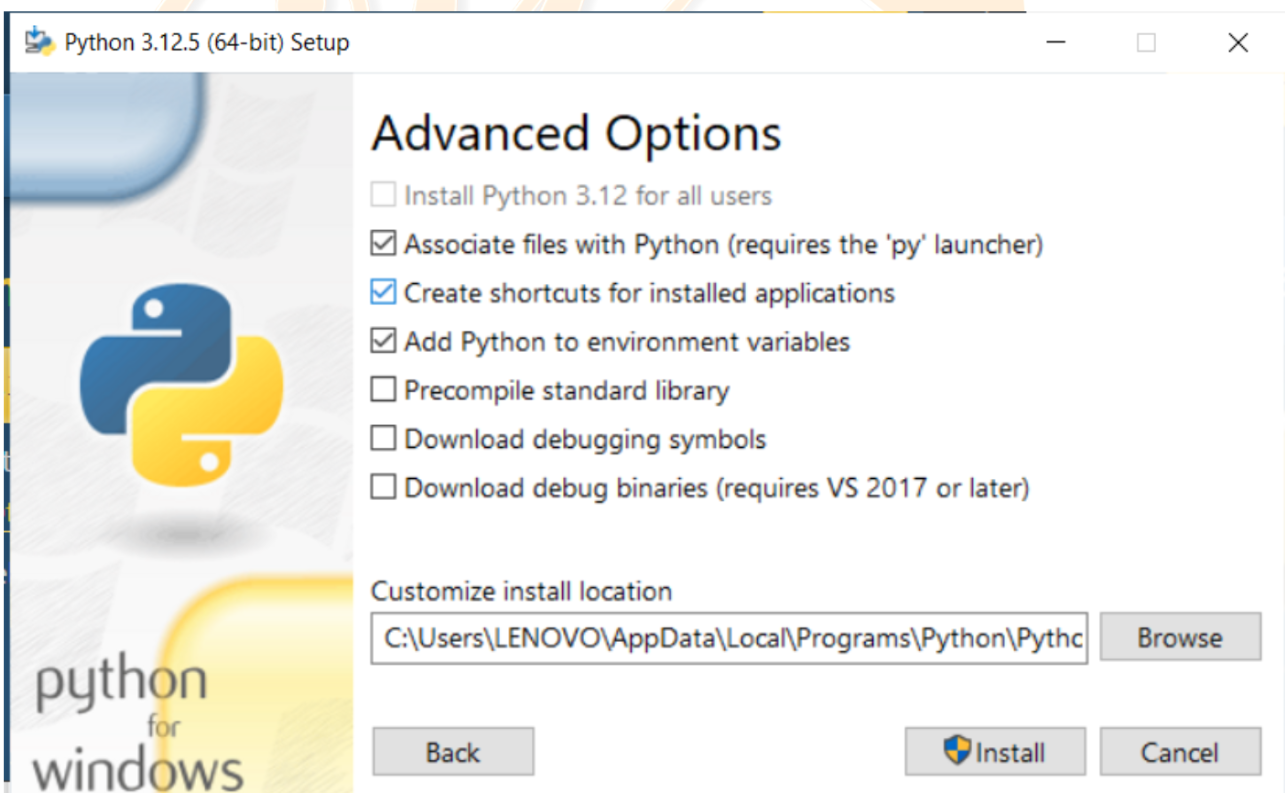 Python 3.12.5 (64-bit) Setup
Advanced Options
Install Python 3.12 for all users
Associate files with Python (requires the 'py' launcher)
Create shortcuts for installed applications
Add Python to environment variables
Precompile standard library
Download debugging symbols
Download debug binaries (requires VS 2017 or later)
Customize install location
C:\Users\LENOVO\AppData\Local\Programs\Python\Pythc
Browse
python
for
windows
Back
Install
Cancel